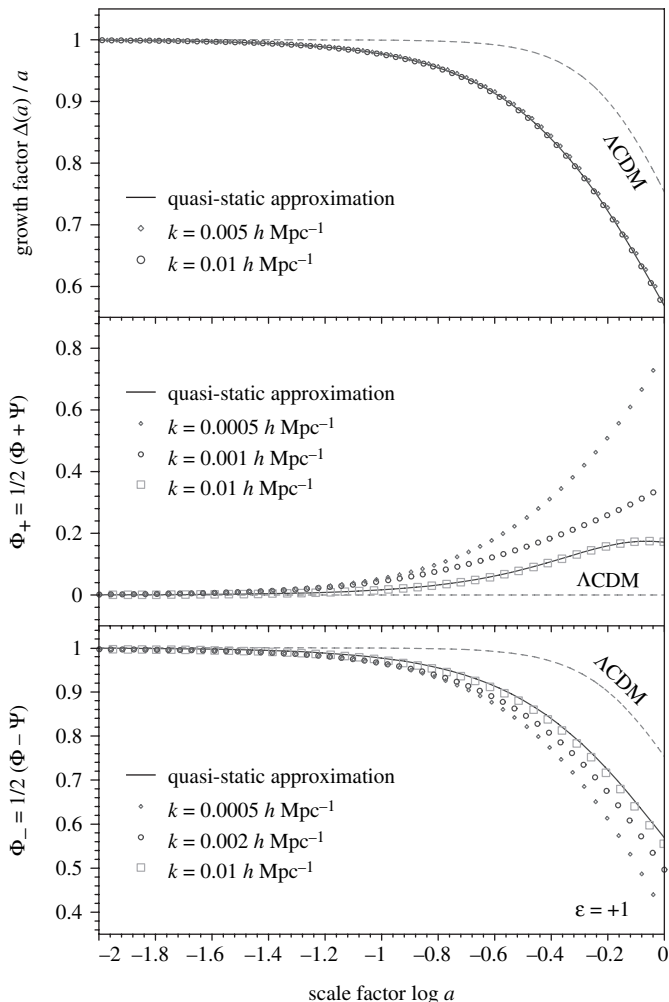 1
0.9
0.8
0.7
0.6
growth factor Δ(a) / a
ΛCDM
quasi-static approximation
k = 0.005 h Mpc⁻¹
k = 0.01 h Mpc⁻¹
0.8
0.6
0.4
0.2
0
Φ₊ = 1/2 (Φ + Ψ)
quasi-static approximation
k = 0.0005 h Mpc⁻¹
k = 0.001 h Mpc⁻¹
k = 0.01 h Mpc⁻¹
ΛCDM
1
0.9
0.8
0.7
0.6
0.5
0.4
Φ₋ = 1/2 (Φ − Ψ)
ΛCDM
quasi-static approximation
k = 0.0005 h Mpc⁻¹
k = 0.002 h Mpc⁻¹
k = 0.01 h Mpc⁻¹
ε = +1
−2 −1.8 −1.6 −1.4 −1.2 −1 −0.8 −0.6 −0.4 −0.2 0
scale factor log a